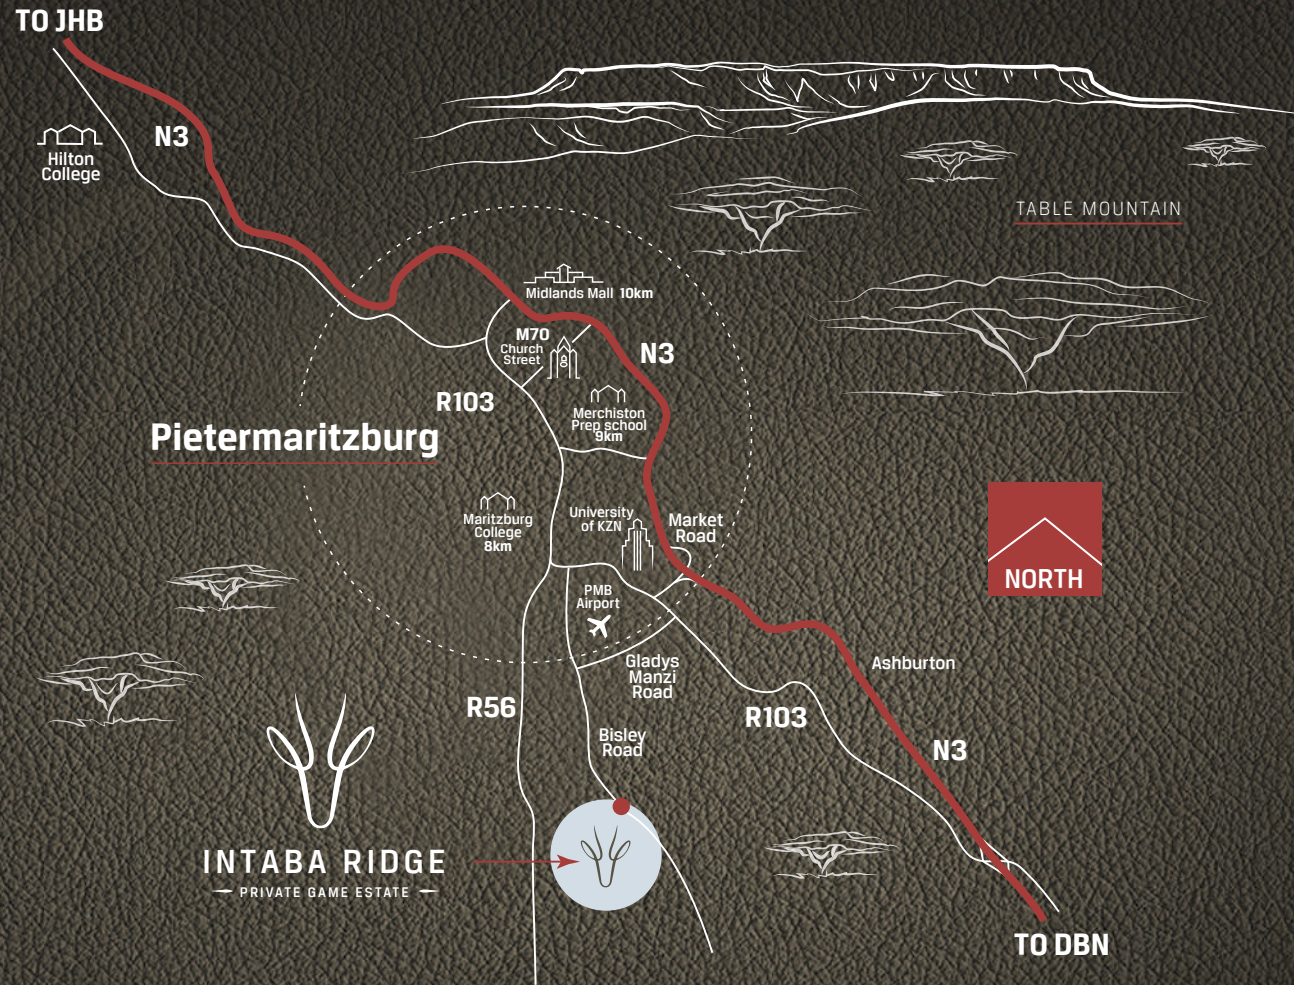 TO JHB
N3
Hilton
College
TABLE MOUNTAIN
Midlands Mall 10km
M70
Church
Street
N3
R103
Merchiston
Prep school
9km
Pietermaritzburg
Maritzburg
College
8km
University
of KZN
Market
Road
NORTH
PMB
Airport
Gladys
Manzi
Road
Ashburton
R56
R103
Bisley
Road
N3
INTABA RIDGE
PRIVATE GAME ESTATE
TO DBN